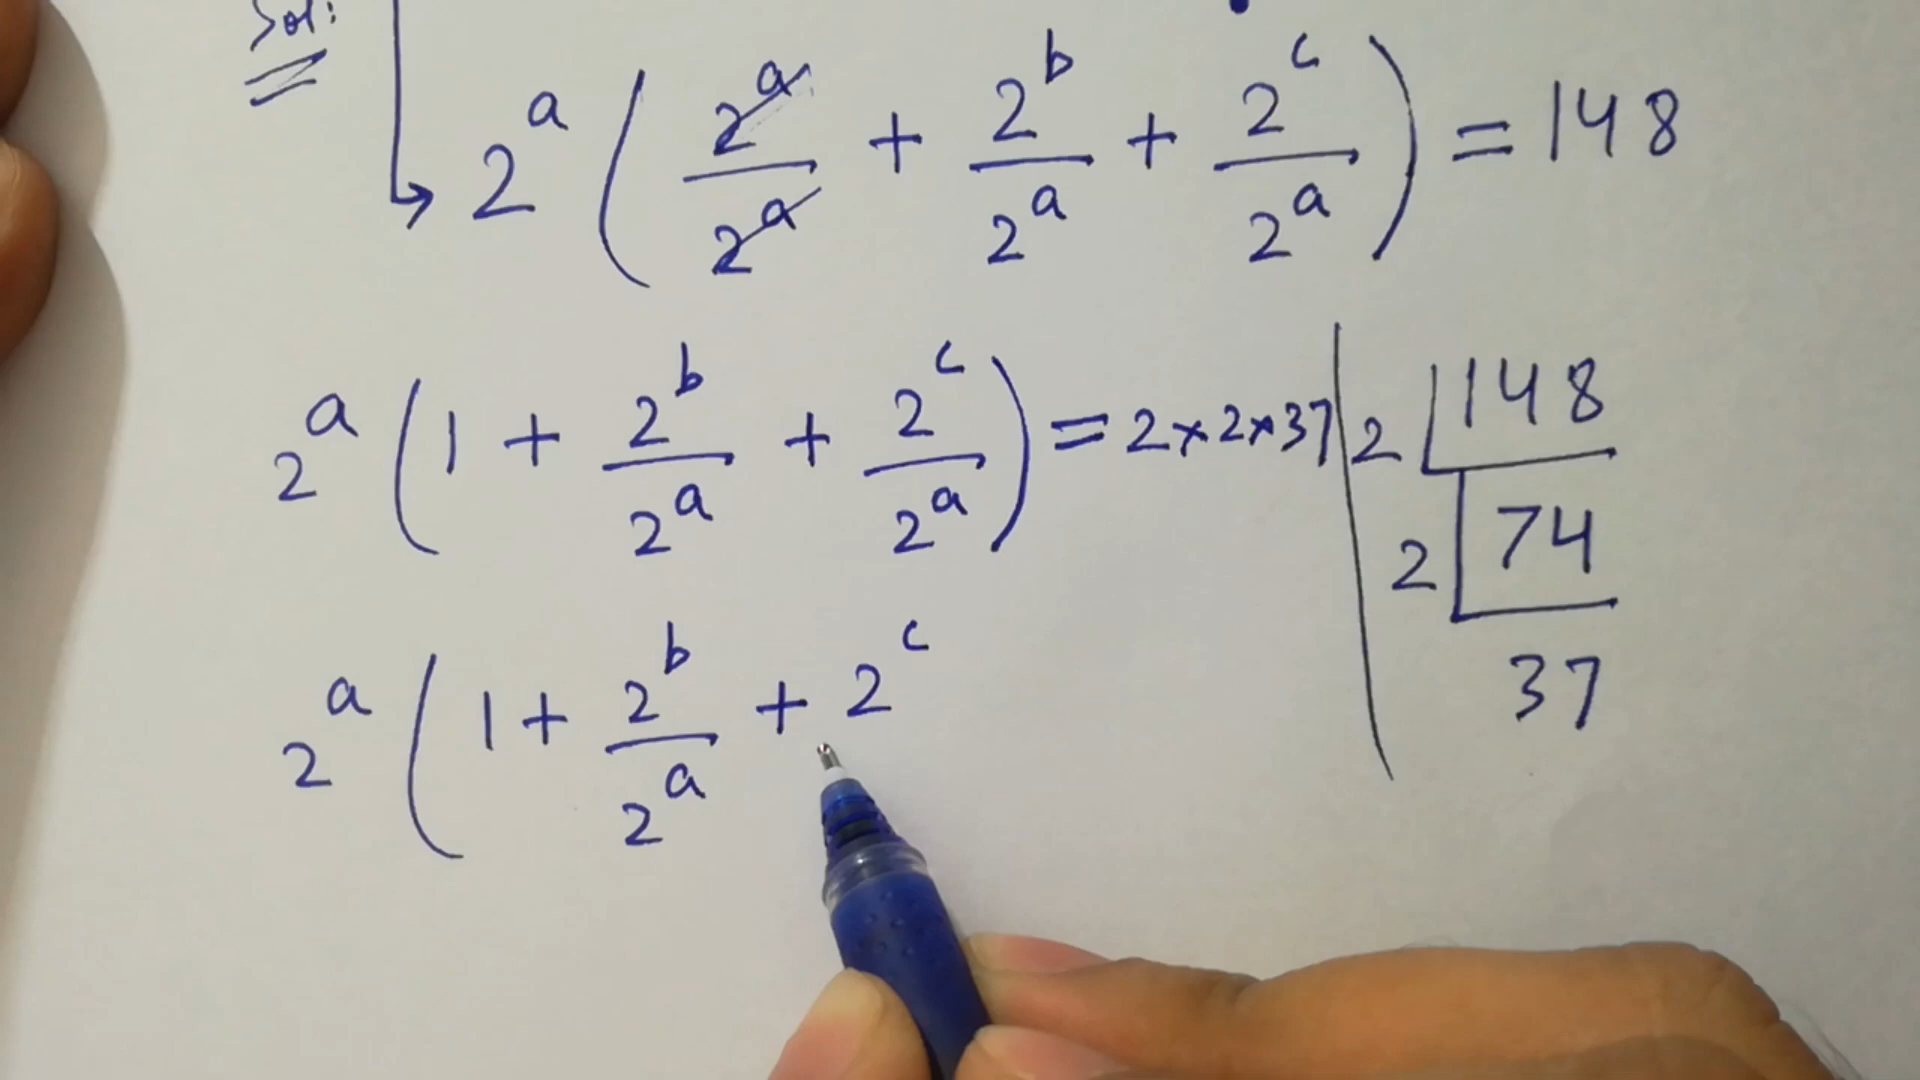 Sol:
2^a ( 2^a/2^a + 2^b/2^a + 2^c/2^a ) = 148
2^a ( 1 + 2^b/2^a + 2^c/2^a ) = 2×2×37
2 | 148
2 | 74
37
2^a ( 1 + 2^b/2^a + 2^c